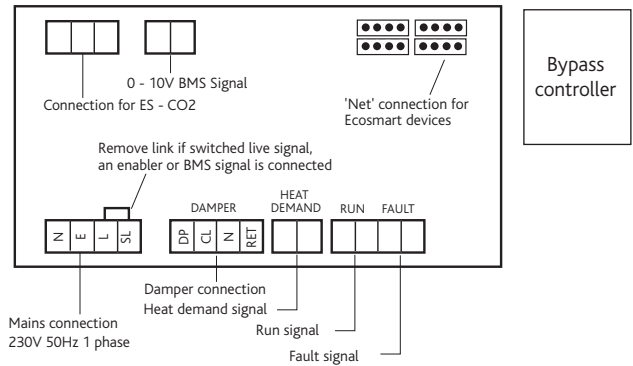 0 - 10V BMS Signal
Connection for ES - CO2
'Net' connection for
Ecosmart devices
Bypass
controller
Remove link if switched live signal,
an enabler or BMS signal is connected
DAMPER
HEAT
DEMAND
RUN
FAULT
N
E
L
SL
DP
CL
N
RET
Damper connection
Heat demand signal
Mains connection
230V 50Hz 1 phase
Run signal
Fault signal